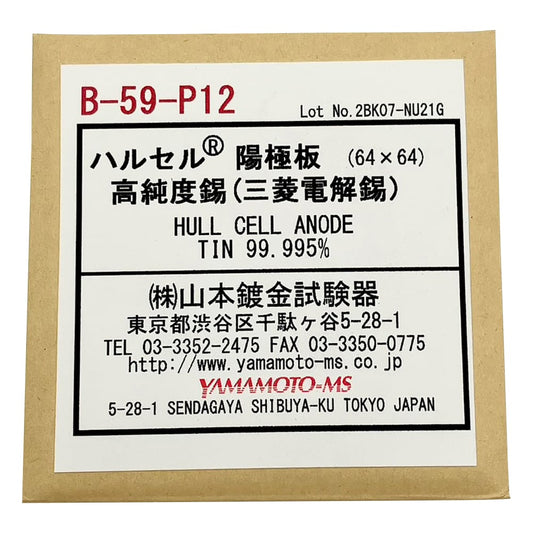 B-59-P12
Lot No.2BK07-NU21G
ハルセル® 陽極板 (64×64)
高純度錫(三菱電解錫)
HULL CELL ANODE
TIN 99.995%
㈱山本鍍金試験器
東京都渋谷区千駄ヶ谷5-28-1
TEL 03-3352-2475 FAX 03-3350-0775
http://www.yamamoto-ms.co.jp
YAMAMOTO-MS
5-28-1 SENDAGAYA SHIBUYA-KU TOKYO JAPAN